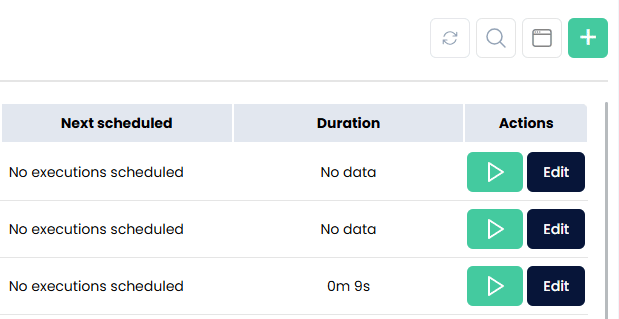 Next scheduled Duration Actions
No executions scheduled No data Edit
No executions scheduled No data Edit
No executions scheduled 0m 9s Edit